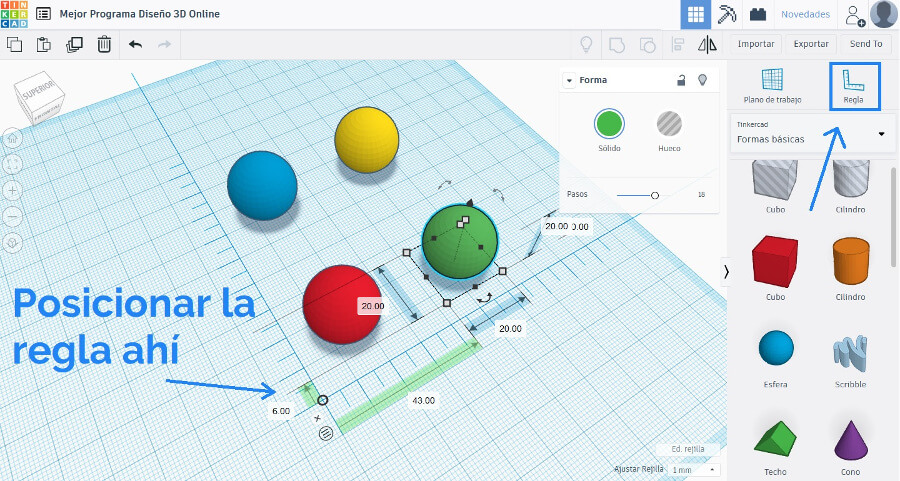 TIN
KER
CAD
Mejor Programa Diseño 3D Online
Novedades
Importar
Exportar
Send To
SUPERIOR
Forma
Sólido
Hueco
Pasos
18
Plano de trabajo
Regla
Tinkercad
Formas básicas
Cubo
Cilindro
Cubo
Cilindro
Esfera
Scribble
Techo
Cono
20.00
0.00
20.00
20.00
43.00
6.00
Posicionar la
regla ahí
Ed. rejilla
Ajustar Rejilla
1 mm